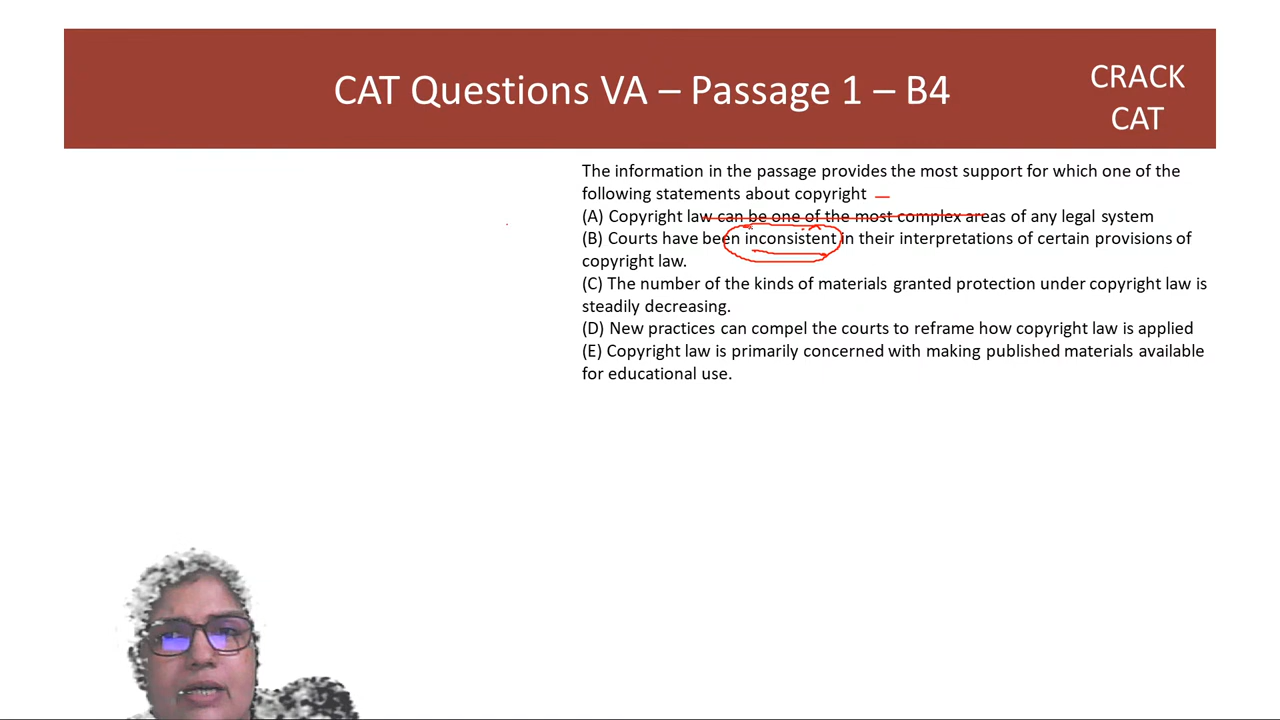 CAT Questions VA – Passage 1 – B4
CRACK
CAT
The information in the passage provides the most support for which one of the
following statements about copyright
(A) Copyright law can be one of the most complex areas of any legal system
(B) Courts have been inconsistent in their interpretations of certain provisions of
copyright law.
(C) The number of the kinds of materials granted protection under copyright law is
steadily decreasing.
(D) New practices can compel the courts to reframe how copyright law is applied
(E) Copyright law is primarily concerned with making published materials available
for educational use.